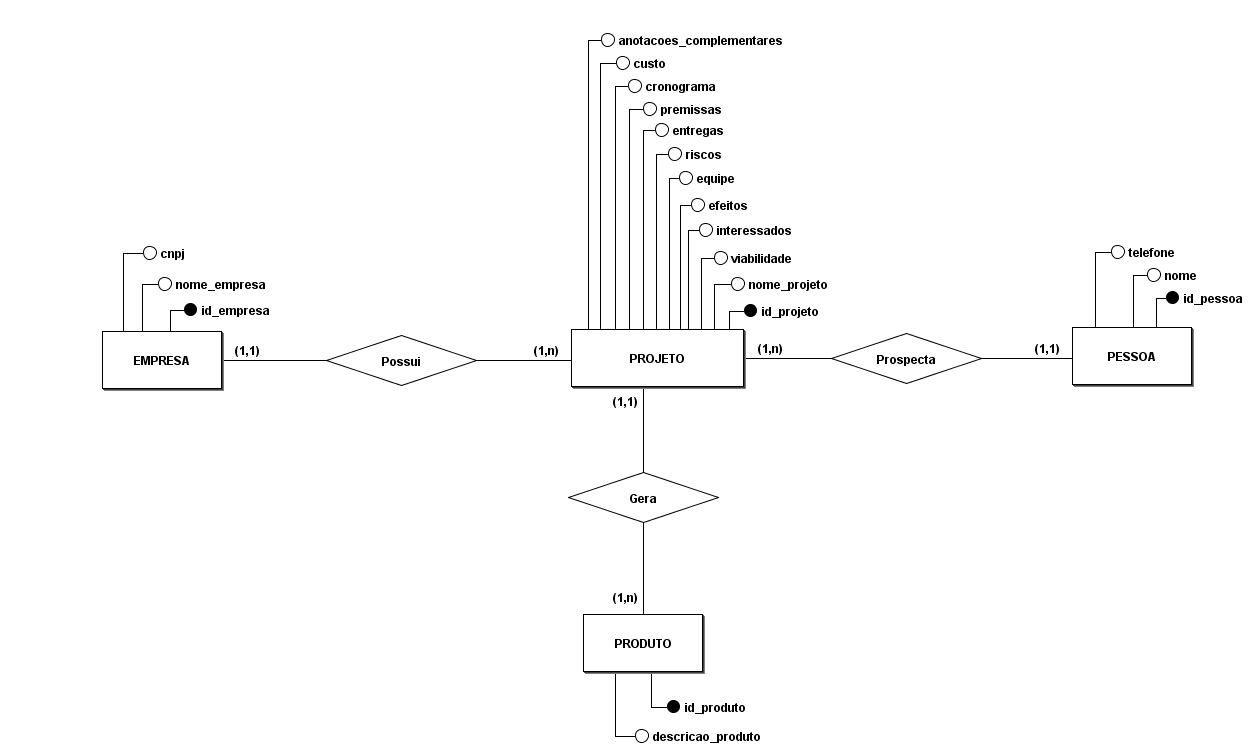 anotacoes_complementares
custo
cronograma
premissas
entregas
riscos
equipe
efeitos
interessados
viabilidade
nome_projeto
id_projeto
cnpj
nome_empresa
id_empresa
telefone
nome
id_pessoa
EMPRESA
(1,1)
Possui
(1,n)
PROJETO
(1,n)
Prospecta
(1,1)
PESSOA
(1,1)
Gera
(1,n)
PRODUTO
id_produto
descricao_produto